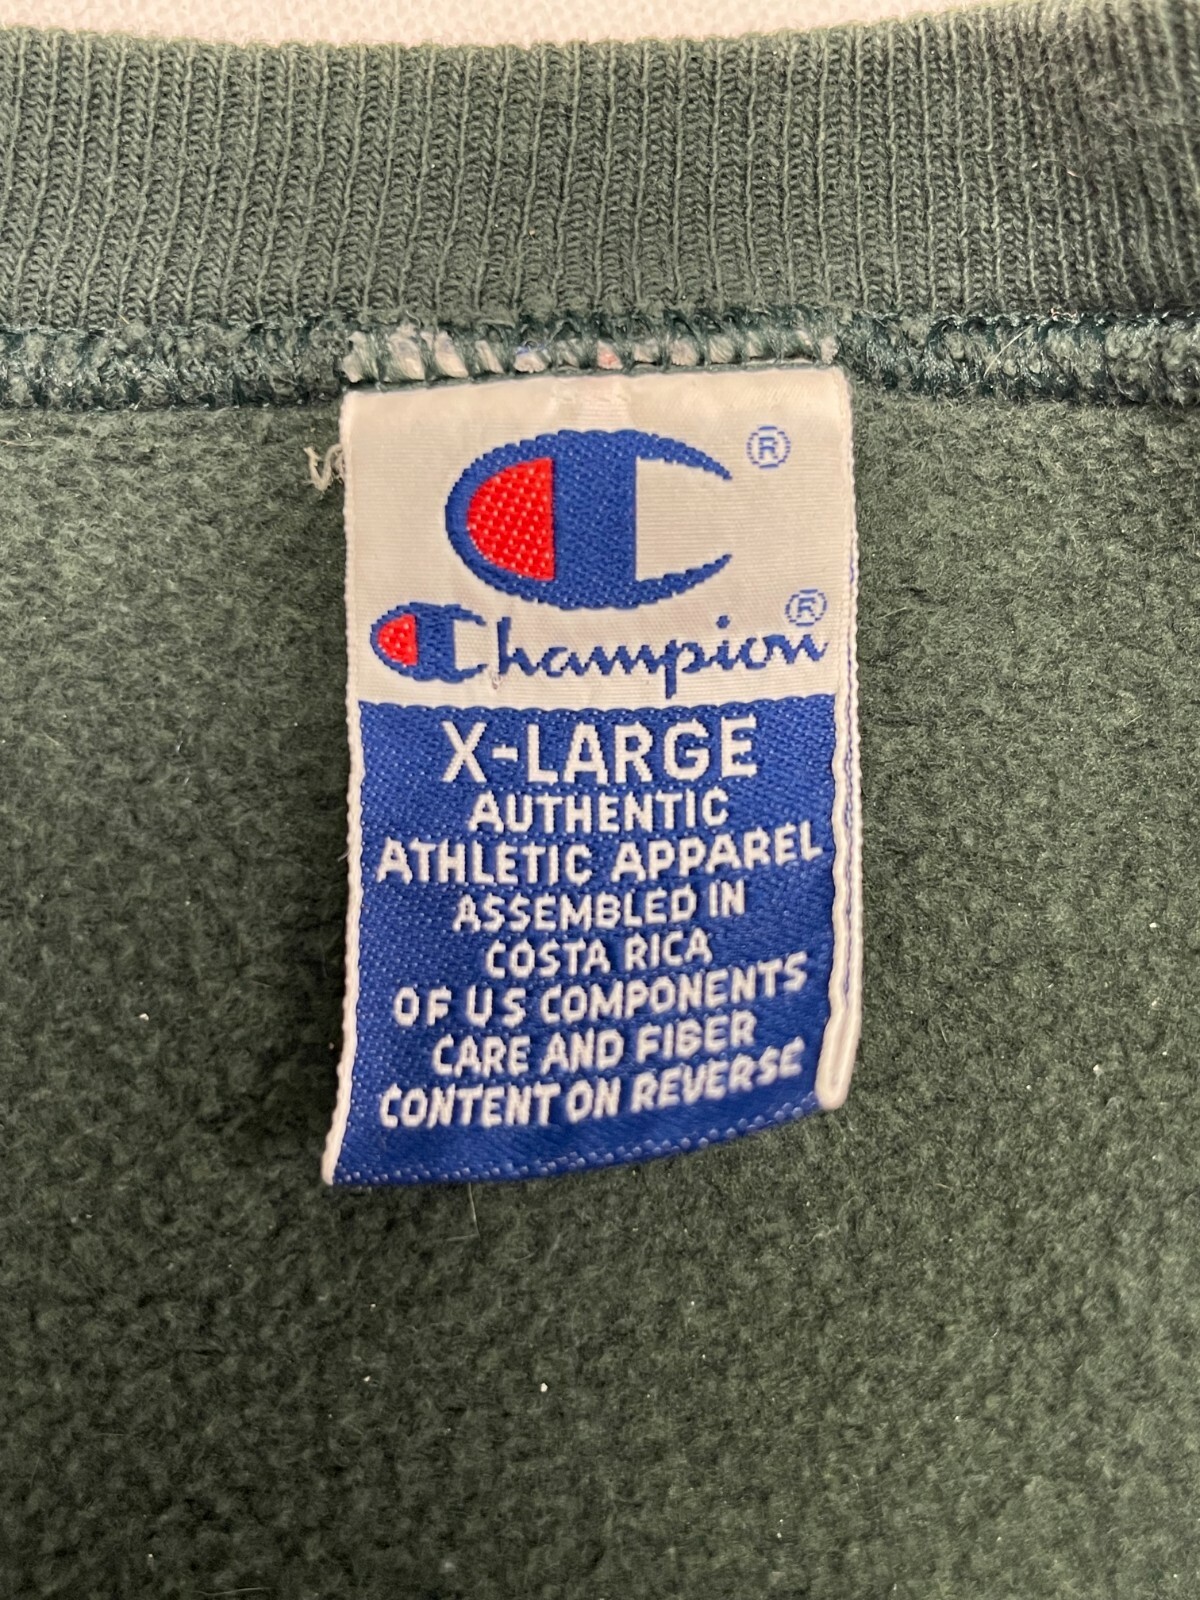 ®
Champion®
X-LARGE
AUTHENTIC
ATHLETIC APPAREL
ASSEMBLED IN
COSTA RICA
OF US COMPONENTS
CARE AND FIBER
CONTENT ON REVERSE